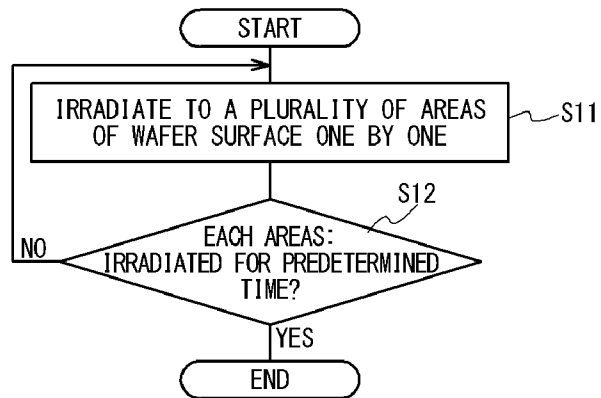 START
IRRADIATE TO A PLURALITY OF AREAS
OF WAFER SURFACE ONE BY ONE
S11
S12
EACH AREAS:
IRRADIATED FOR PREDETERMINED
TIME?
NO
YES
END